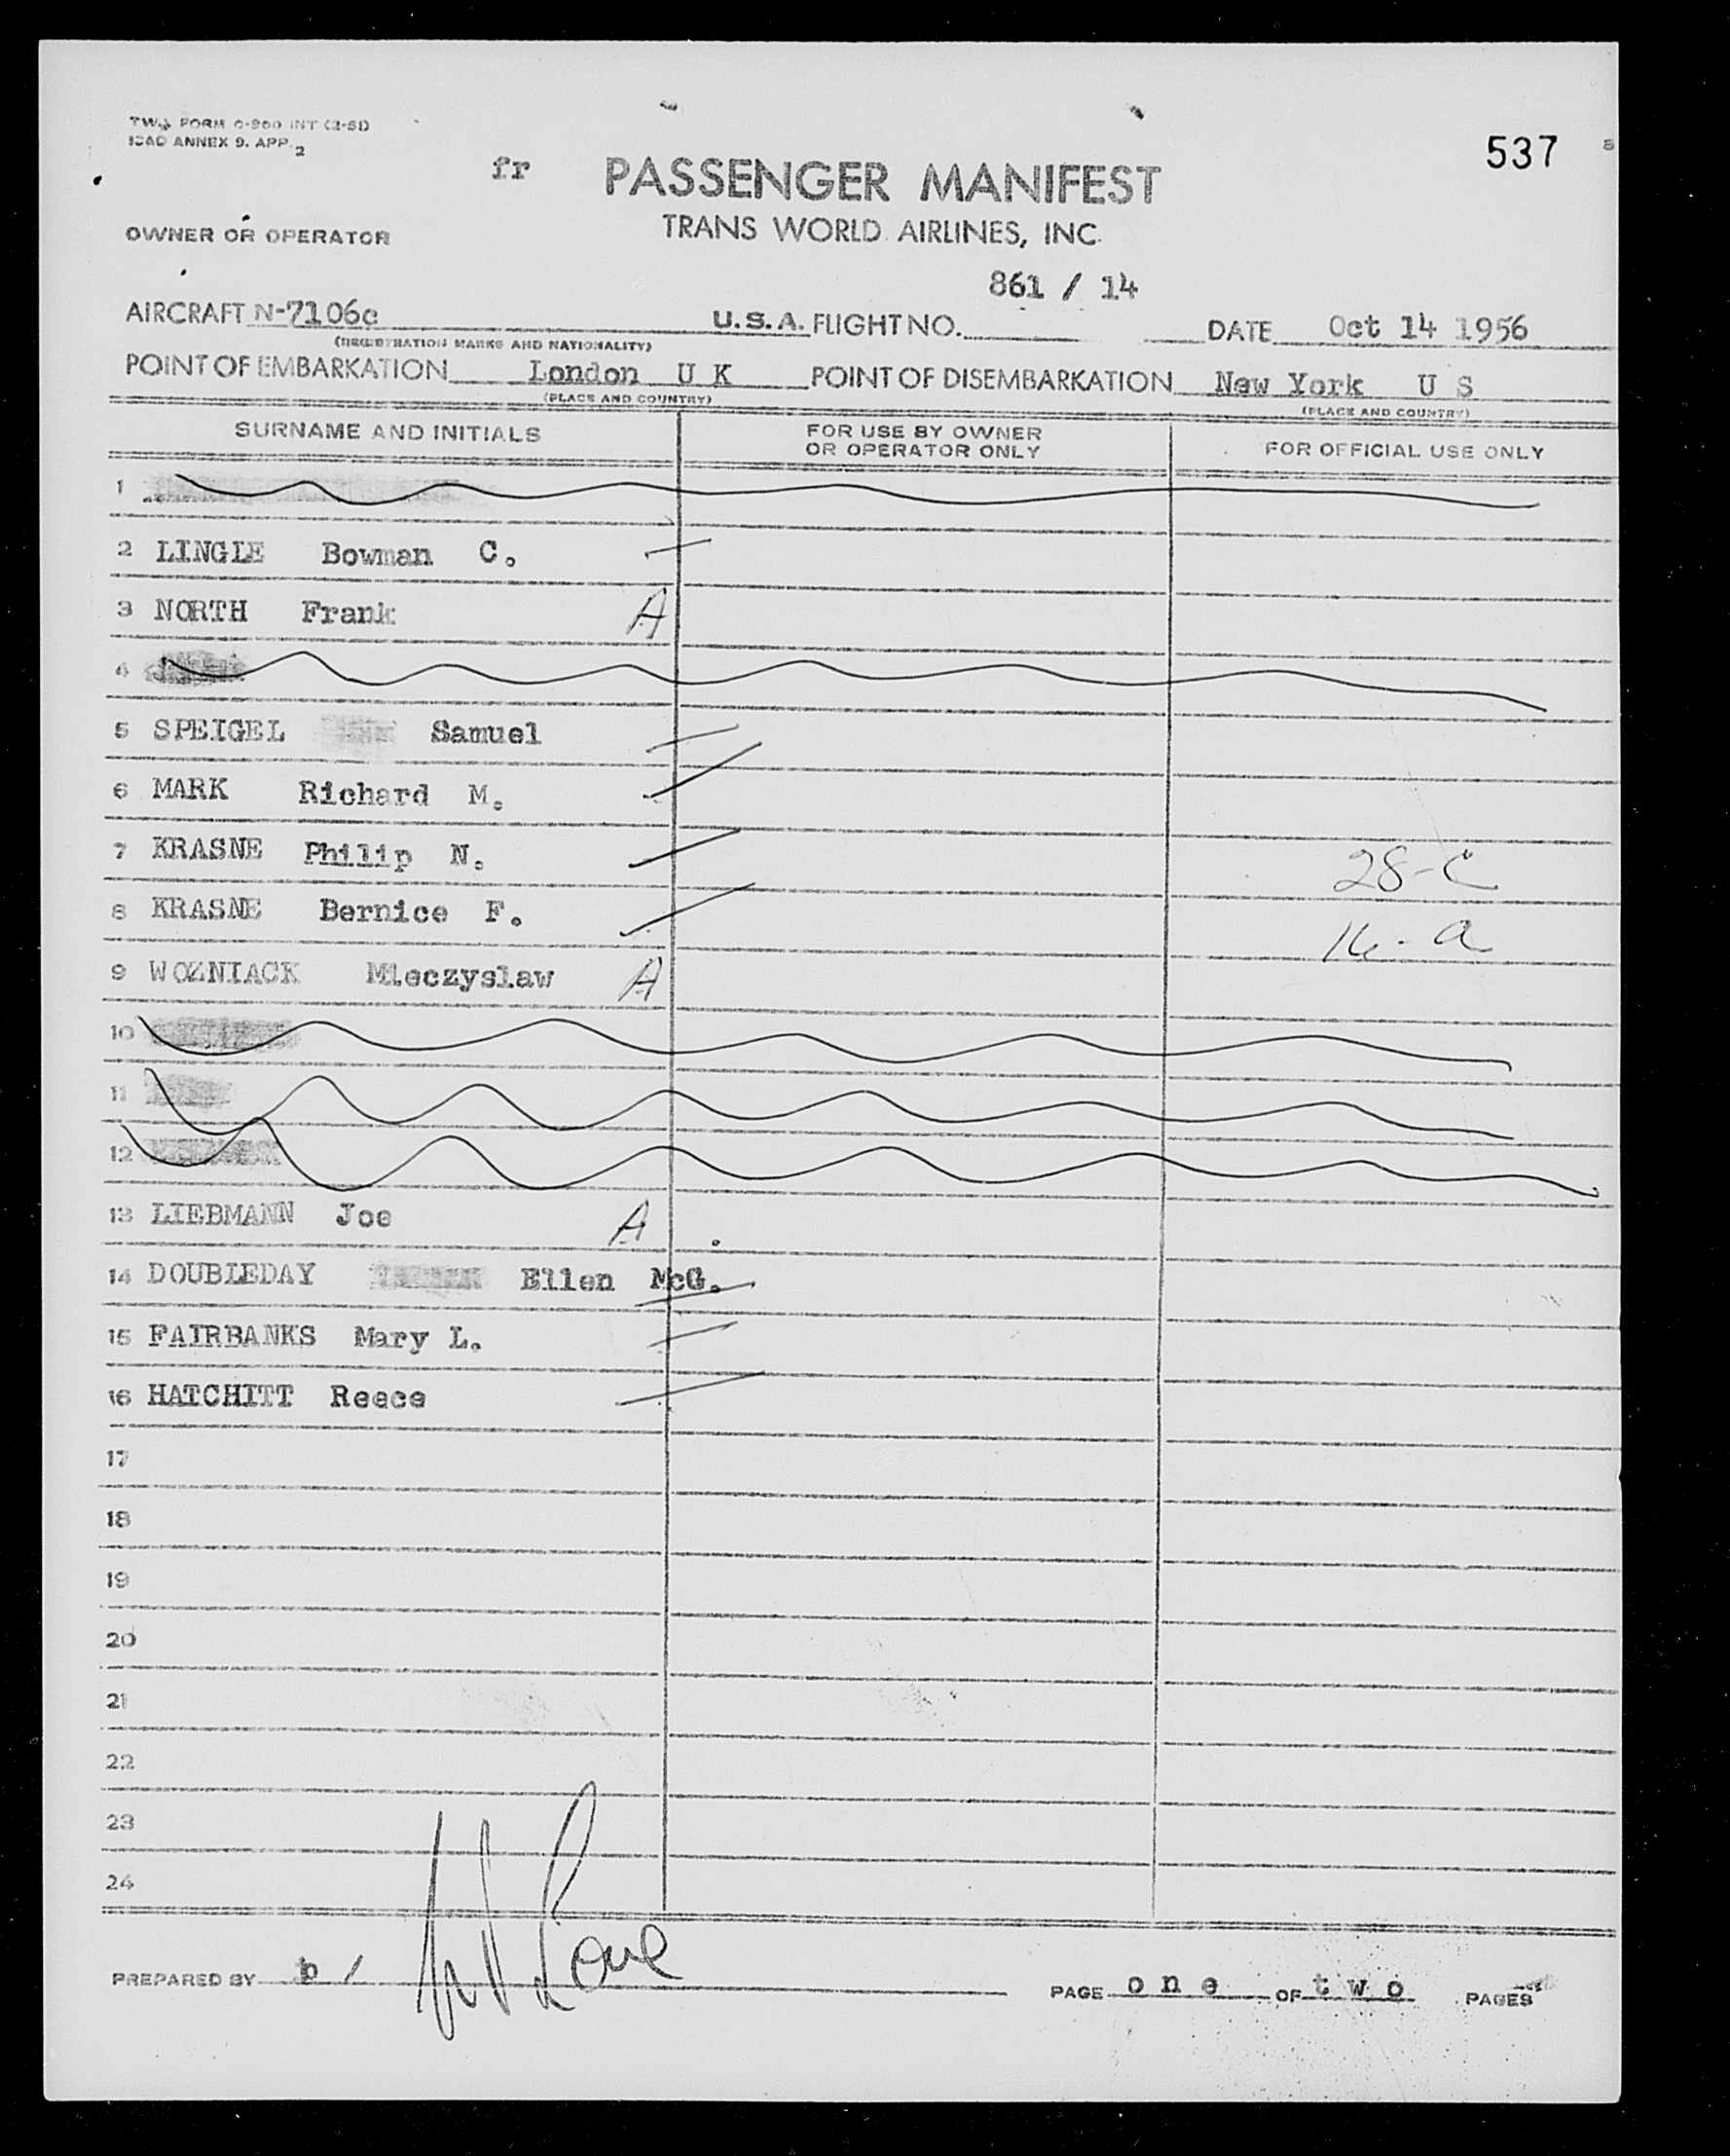 TWA FORM 0-960 INT (2-51)
ICAO ANNEX 9. APP. 2
537
fr PASSENGER MANIFEST
OWNER OR OPERATOR TRANS WORLD AIRLINES, INC.
861 / 14
AIRCRAFT N-7106c U.S.A. FLIGHT NO. DATE Oct 14 1956
(REGISTRATION MARKS AND NATIONALITY)
POINT OF EMBARKATION London U K POINT OF DISEMBARKATION New York U S
(PLACE AND COUNTRY) (PLACE AND COUNTRY)
SURNAME AND INITIALS FOR USE BY OWNER OR OPERATOR ONLY FOR OFFICIAL USE ONLY
1
2 LINGLE Bowman C.
3 NORTH Frank A
4
5 SPEIGEL Samuel
6 MARK Richard M.
7 KRASNE Philip N. 28-C
8 KRASNE Bernice F. 16-a
9 WOZNIACK Mieczyslaw A
10
11
12
13 LIEBMANN Joe A
14 DOUBLEDAY Ellen McG.
15 FAIRBANKS Mary L.
16 HATCHITT Reece
17
18
19
20
21
22
23
24
PREPARED BY p / Love PAGE one OF two PAGES